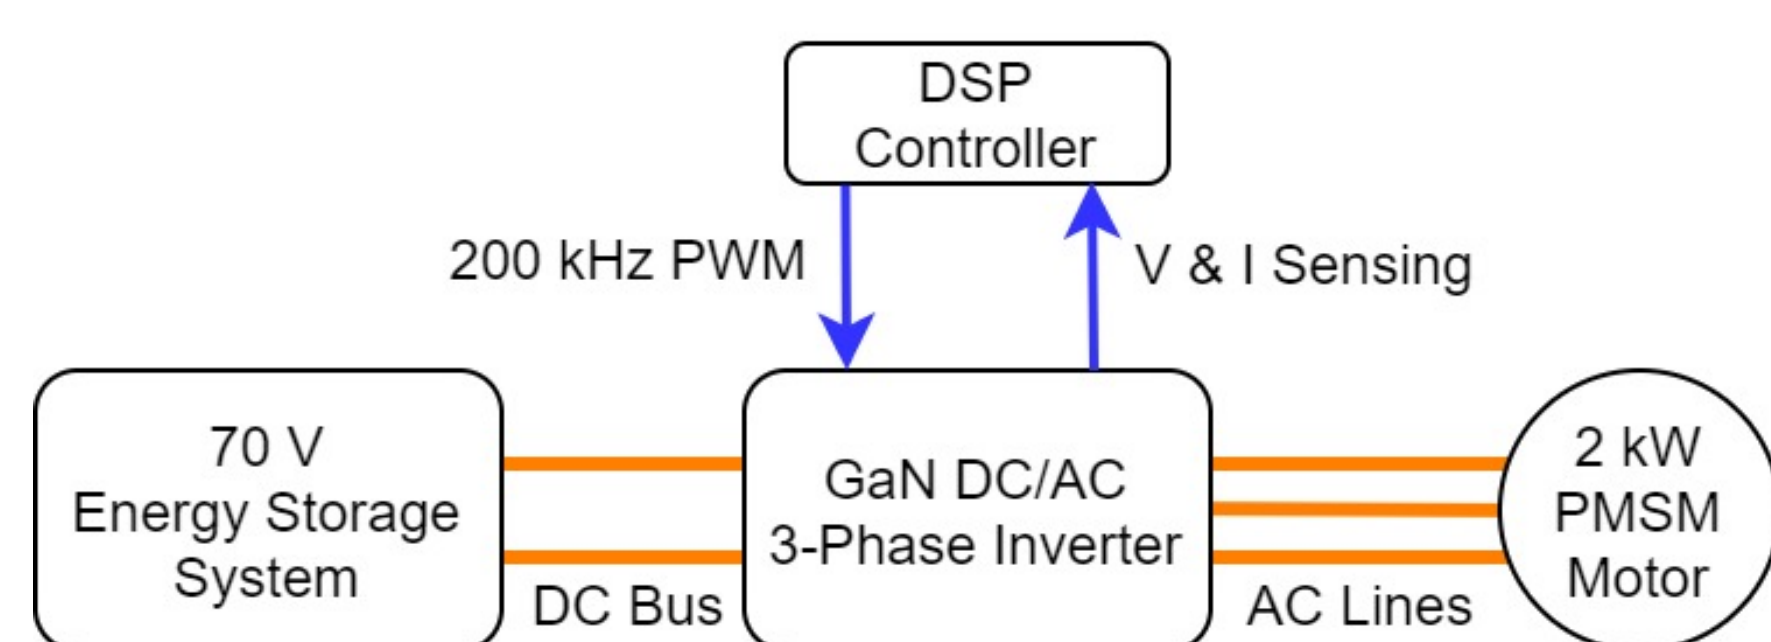 DSP
Controller
200 kHz PWM
V & I Sensing
70 V
Energy Storage
System
DC Bus
GaN DC/AC
3-Phase Inverter
AC Lines
2 kW
PMSM
Motor